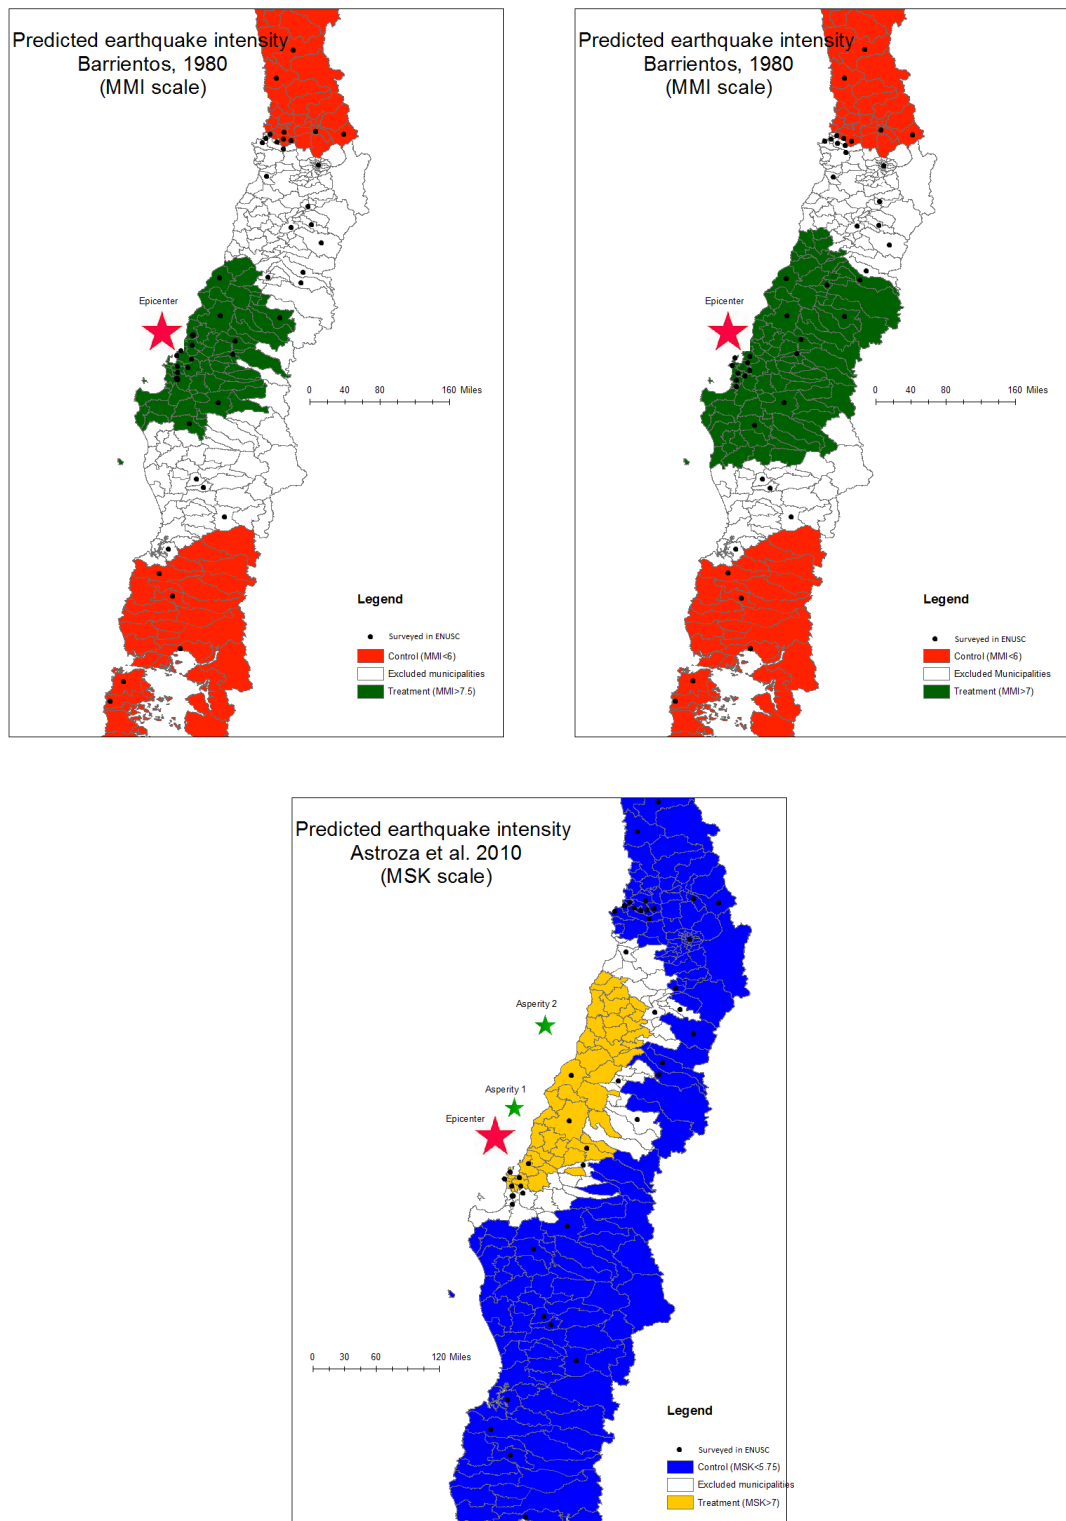 Predicted earthquake intensity
Barrientos, 1980
(MMI scale)
Epicenter
0 40 80 160 Miles
Legend
Surveyed in ENUSC
Control (MMI<6)
Excluded municipalities
Treatment (MMI>7.5)
Predicted earthquake intensity
Barrientos, 1980
(MMI scale)
Epicenter
0 40 80 160 Miles
Legend
Surveyed in ENUSC
Control (MMI<6)
Excluded Municipalities
Treatment (MMI>7)
Predicted earthquake intensity
Astroza et al. 2010
(MSK scale)
Asperity 2
Asperity 1
Epicenter
0 30 60 120 Miles
Legend
Surveyed in ENUSC
Control (MSK<5.75)
Excluded municipalities
Treatment (MSK>7)